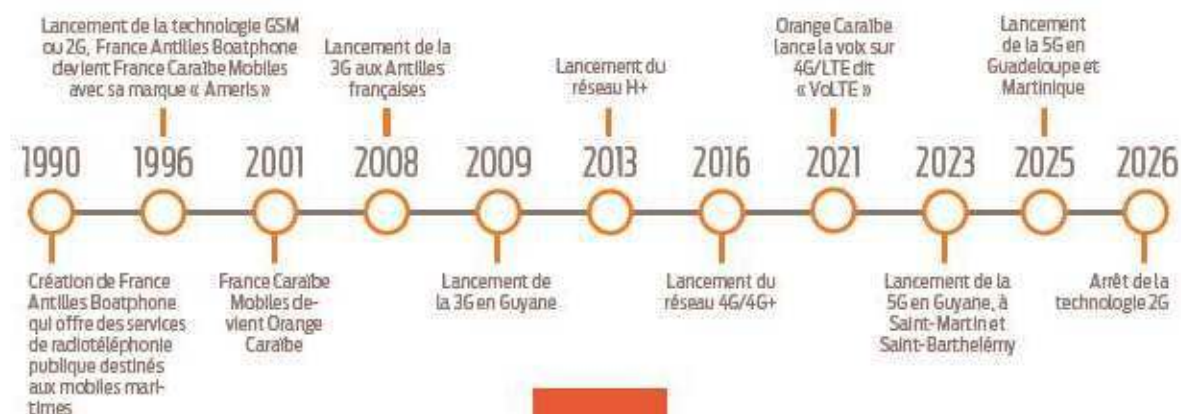 Lancement de la technologie GSM
ou 2G, France Antilles Boatphone
devient France Caraïbe Mobiles
avec sa marque « Ameris »
Lancement de la
3G aux Antilles
françaises
Lancement du
réseau H+
Orange Caraïbe
lance la voix sur
4G/LTE dit
« VoLTE »
Lancement
de la 5G en
Guadeloupe et
Martinique
1990 1996 2001 2008 2009 2013 2016 2021 2023 2025 2026
Création de France
Antilles Boatphone
qui offre des services
de radiotéléphonie
publique destinés
aux mobiles mari-
times
France Caraïbe
Mobiles de-
vient Orange
Caraïbe
Lancement de
la 3G en Guyane
Lancement du
réseau 4G/4G+
Lancement de la
5G en Guyane, à
Saint-Martin et
Saint-Barthelémy
Arrêt de la
technologie 2G